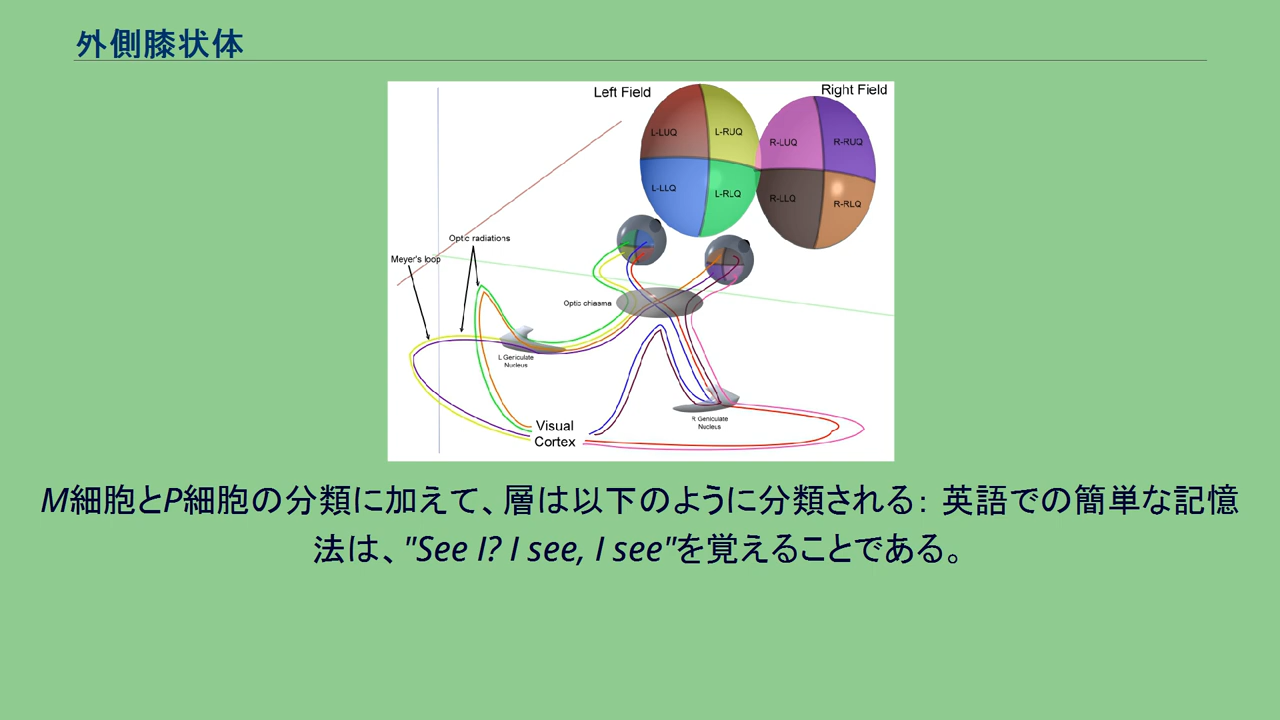 外側膝状体
Left Field
Right Field
L-LUQ
L-RUQ
R-LUQ
R-RUQ
L-LLQ
L-RLQ
R-LLQ
R-RLQ
Optic radiations
Meyer's loop
Optic chiasma
L Geniculate
Nucleus
R Geniculate
Nucleus
Visual
Cortex
M細胞とP細胞の分類に加えて、層は以下のように分類される: 英語での簡単な記憶
法は、"See I? I see, I see"を覚えることである。